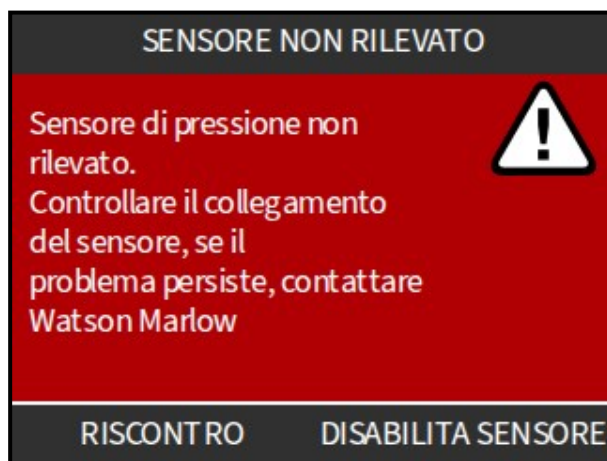 SENSORE NON RILEVATO
Sensore di pressione non
rilevato.
Controllare il collegamento
del sensore, se il
problema persiste, contattare
Watson Marlow
RISCONTRO DISABILITA SENSORE